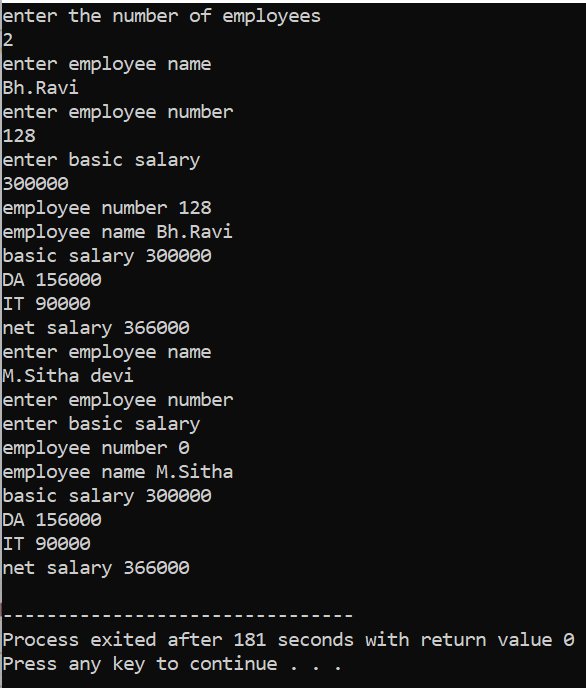 enter the number of employees
2
enter employee name
Bh.Ravi
enter employee number
128
enter basic salary
300000
employee number 128
employee name Bh.Ravi
basic salary 300000
DA 156000
IT 90000
net salary 366000
enter employee name
M.Sitha devi
enter employee number
enter basic salary
employee number 0
employee name M.Sitha
basic salary 300000
DA 156000
IT 90000
net salary 366000
--------------------------------
Process exited after 181 seconds with return value 0
Press any key to continue . . .